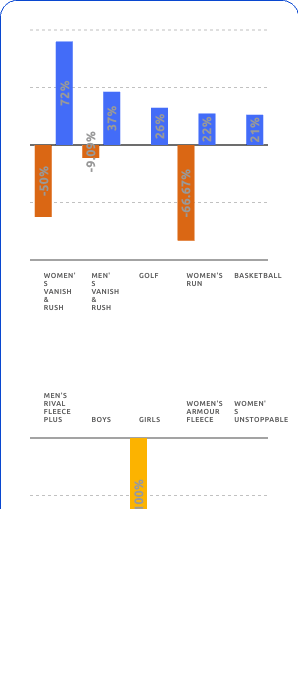 72%
37%
26%
22%
21%
-50%
-9.09%
-66.67%
WOMEN'
S
VANISH
&
RUSH
MEN'
S
VANISH
&
RUSH
GOLF
WOMEN'S
RUN
BASKETBALL
MEN'S
RIVAL
FLEECE
PLUS
BOYS
GIRLS
WOMEN'S
ARMOUR
FLEECE
WOMEN'
S
UNSTOPPABLE
100%